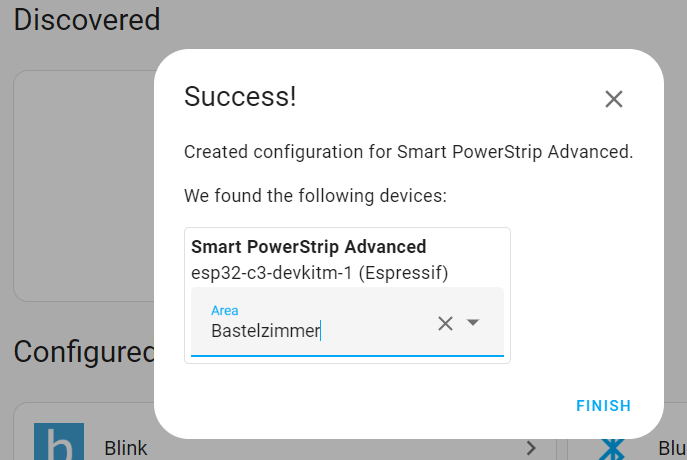 Discovered
Success!
Created configuration for Smart PowerStrip Advanced.
We found the following devices:
Smart PowerStrip Advanced
esp32-c3-devkitm-1 (Espressif)
Area
Bastelzimmer
Configured
FINISH
b Blink
Blu